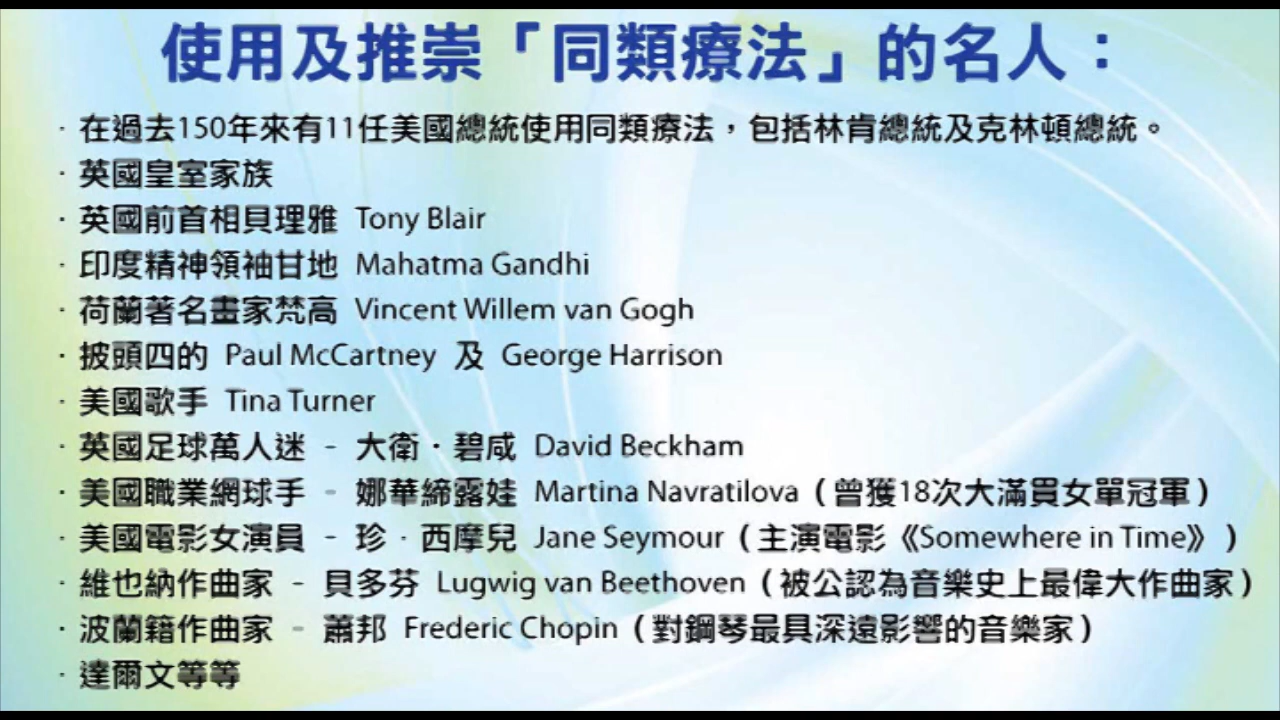 使用及推崇「同類療法」的名人：
· 在過去150年來有11任美國總統使用同類療法，包括林肯總統及克林頓總統。
· 英國皇室家族
· 英國前首相貝理雅 Tony Blair
· 印度精神領袖甘地 Mahatma Gandhi
· 荷蘭著名畫家梵高 Vincent Willem van Gogh
· 披頭四的 Paul McCartney 及 George Harrison
· 美國歌手 Tina Turner
· 英國足球萬人迷 - 大衛·碧咸 David Beckham
· 美國職業網球手 - 娜華締露娃 Martina Navratilova（曾獲18次大滿買女單冠軍）
· 美國電影女演員 - 珍·西摩兒 Jane Seymour（主演電影《Somewhere in Time》）
· 維也納作曲家 - 貝多芬 Lugwig van Beethoven（被公認為音樂史上最偉大作曲家）
· 波蘭籍作曲家 - 蕭邦 Frederic Chopin（對鋼琴最具深遠影響的音樂家）
· 達爾文等等